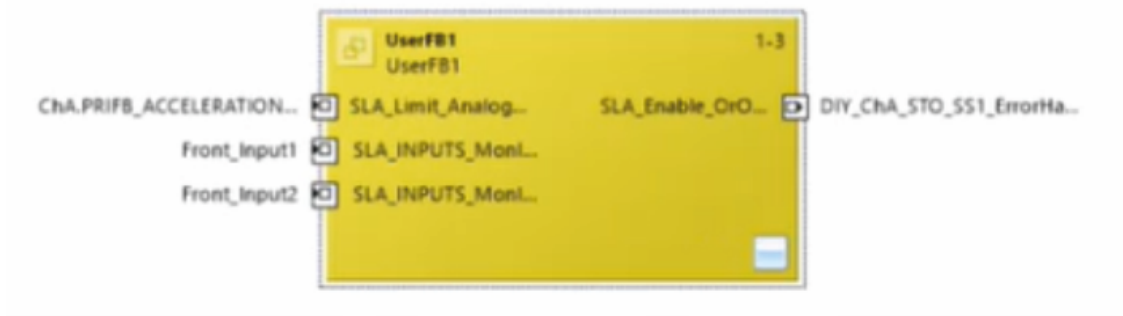 UserFB1 1-3
UserFB1
ChA.PRIFB_ACCELERATION... SLA_Limit_Analog... SLA_Enable_OrO... DIY_ChA_STO_SS1_ErrorHa...
Front_Input1 SLA_INPUTS_Moni...
Front_Input2 SLA_INPUTS_Moni...